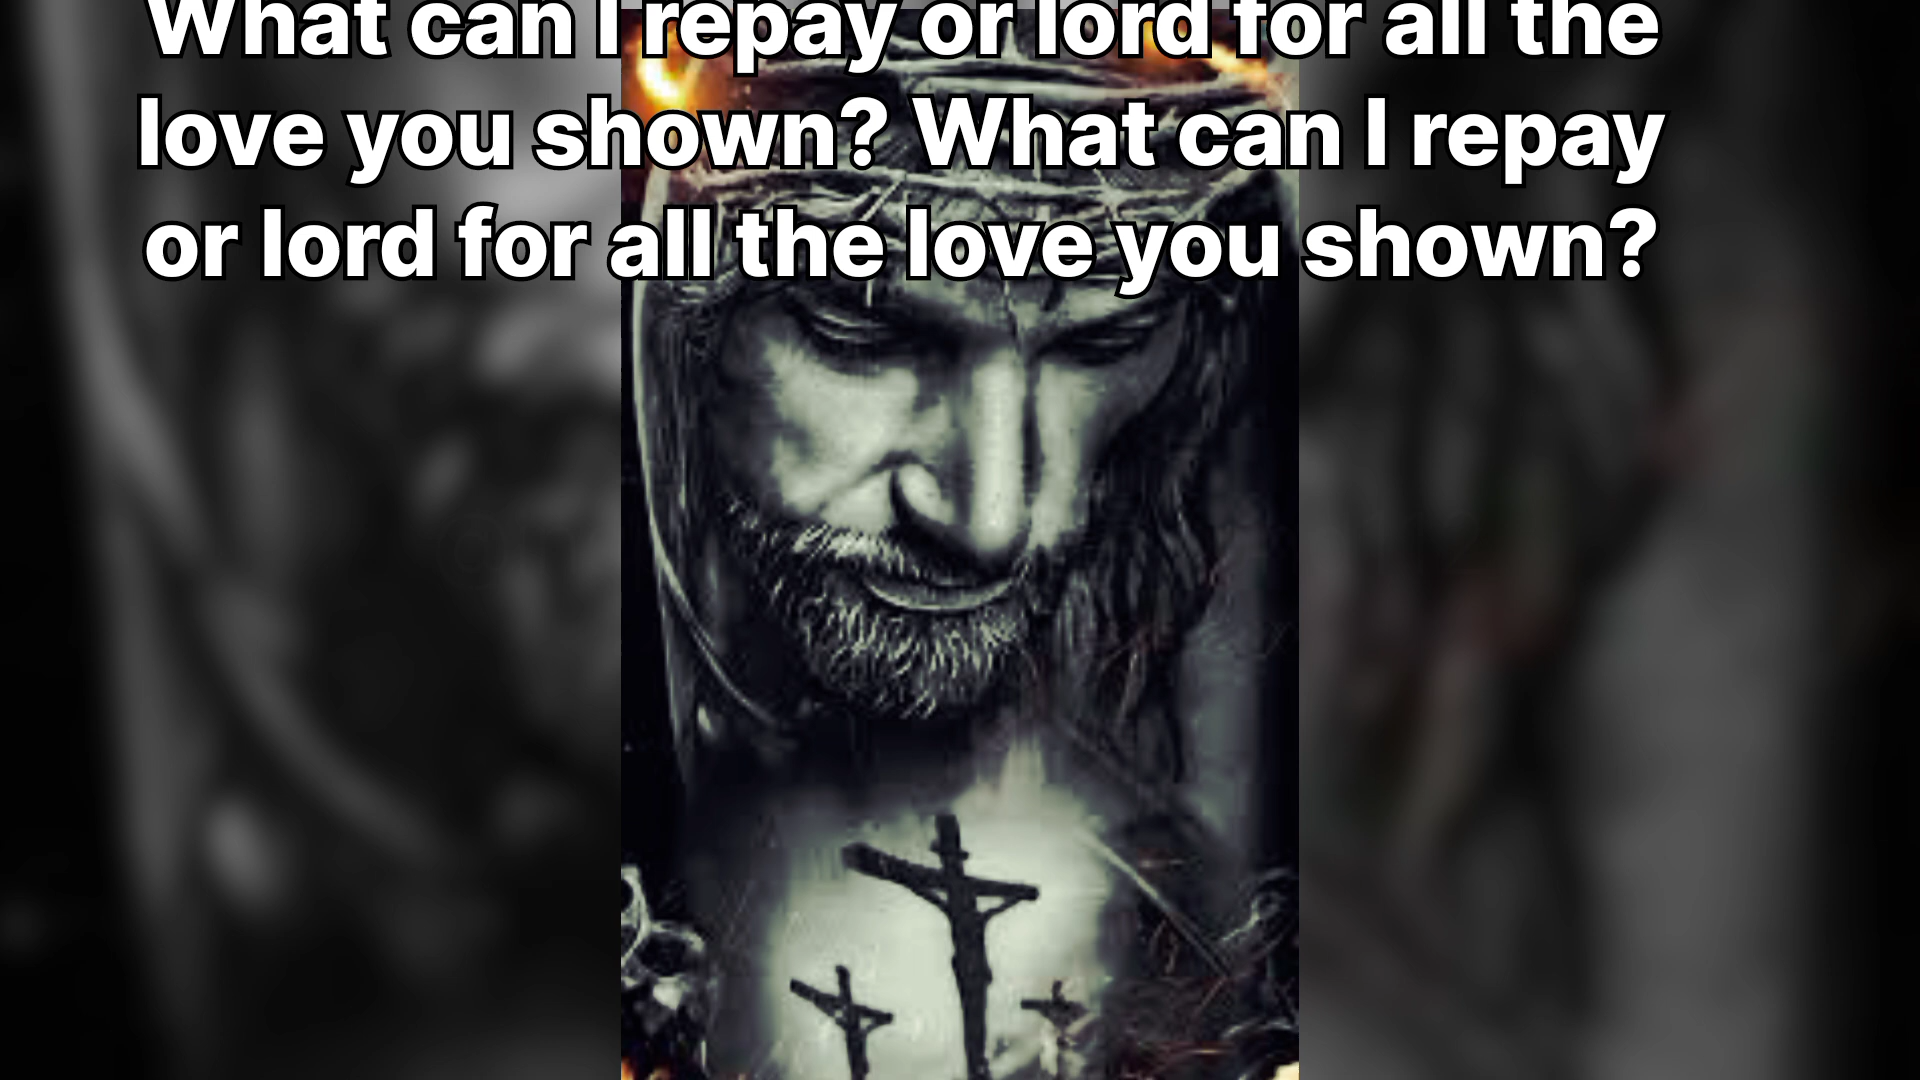 What can I repay or lord for all the
love you shown? What can I repay
or lord for all the love you shown?